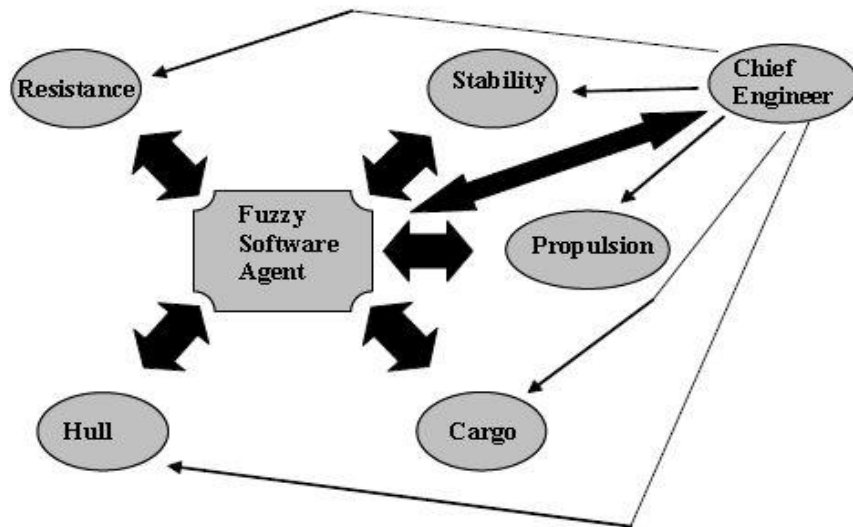 Resistance
Stability
Chief
Engineer
Fuzzy
Software
Agent
Propulsion
Hull
Cargo